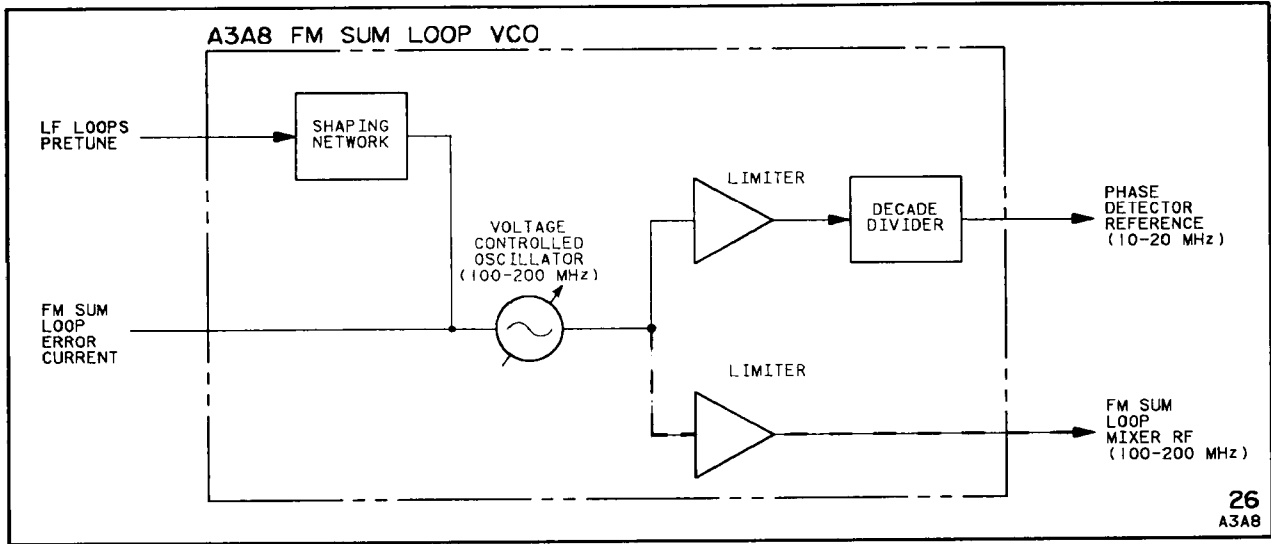 A3A8 FM SUM LOOP VCO
LF LOOPS
PRETUNE
SHAPING
NETWORK
VOLTAGE
CONTROLLED
OSCILLATOR
(100-200 MHz)
FM SUM
LOOP
ERROR
CURRENT
LIMITER
DECADE
DIVIDER
PHASE
DETECTOR
REFERENCE
(10-20 MHz)
LIMITER
FM SUM
LOOP
MIXER RF
(100-200 MHz)
26
A3A8